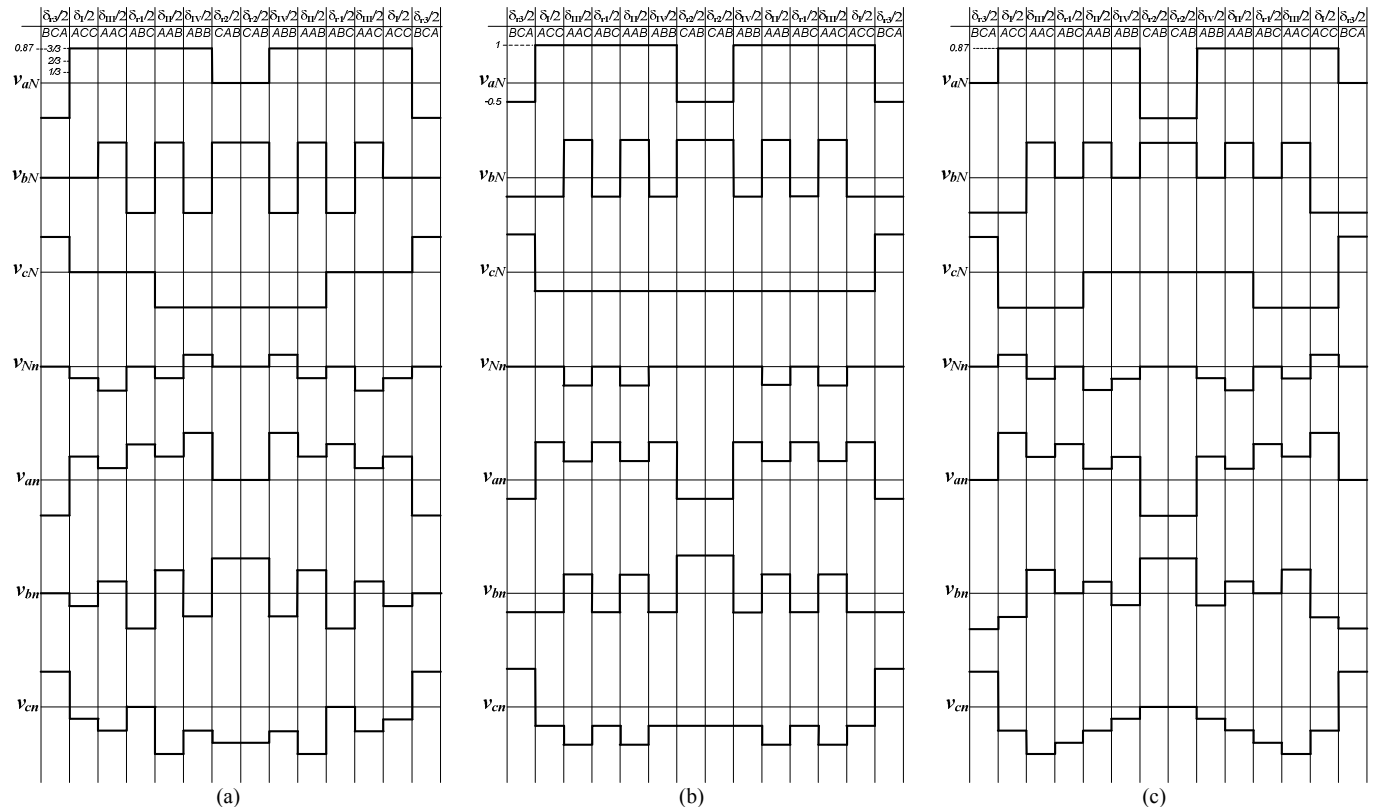 δr3/2 δI/2 δIII/2 δr1/2 δII/2 δIV/2 δr2/2 δr2/2 δIV/2 δII/2 δr1/2 δIII/2 δI/2 δr3/2
BCA ACC AAC ABC AAB ABB CAB CAB ABB AAB ABC AAC ACC BCA
0.87 3/3
2/3
1/3
vaN
vbN
vcN
vNn
van
vbn
vcn
(a)
δr3/2 δI/2 δIII/2 δr1/2 δII/2 δIV/2 δr2/2 δr2/2 δIV/2 δII/2 δr1/2 δIII/2 δI/2 δr3/2
BCA ACC AAC ABC AAB ABB CAB CAB ABB AAB ABC AAC ACC BCA
1
vaN
-0.5
vbN
vcN
vNn
van
vbn
vcn
(b)
δr3/2 δI/2 δIII/2 δr1/2 δII/2 δIV/2 δr2/2 δr2/2 δIV/2 δII/2 δr1/2 δIII/2 δI/2 δr3/2
BCA ACC AAC ABC AAB ABB CAB CAB ABB AAB ABC AAC ACC BCA
0.87
vaN
vbN
vcN
vNn
van
vbn
vcn
(c)